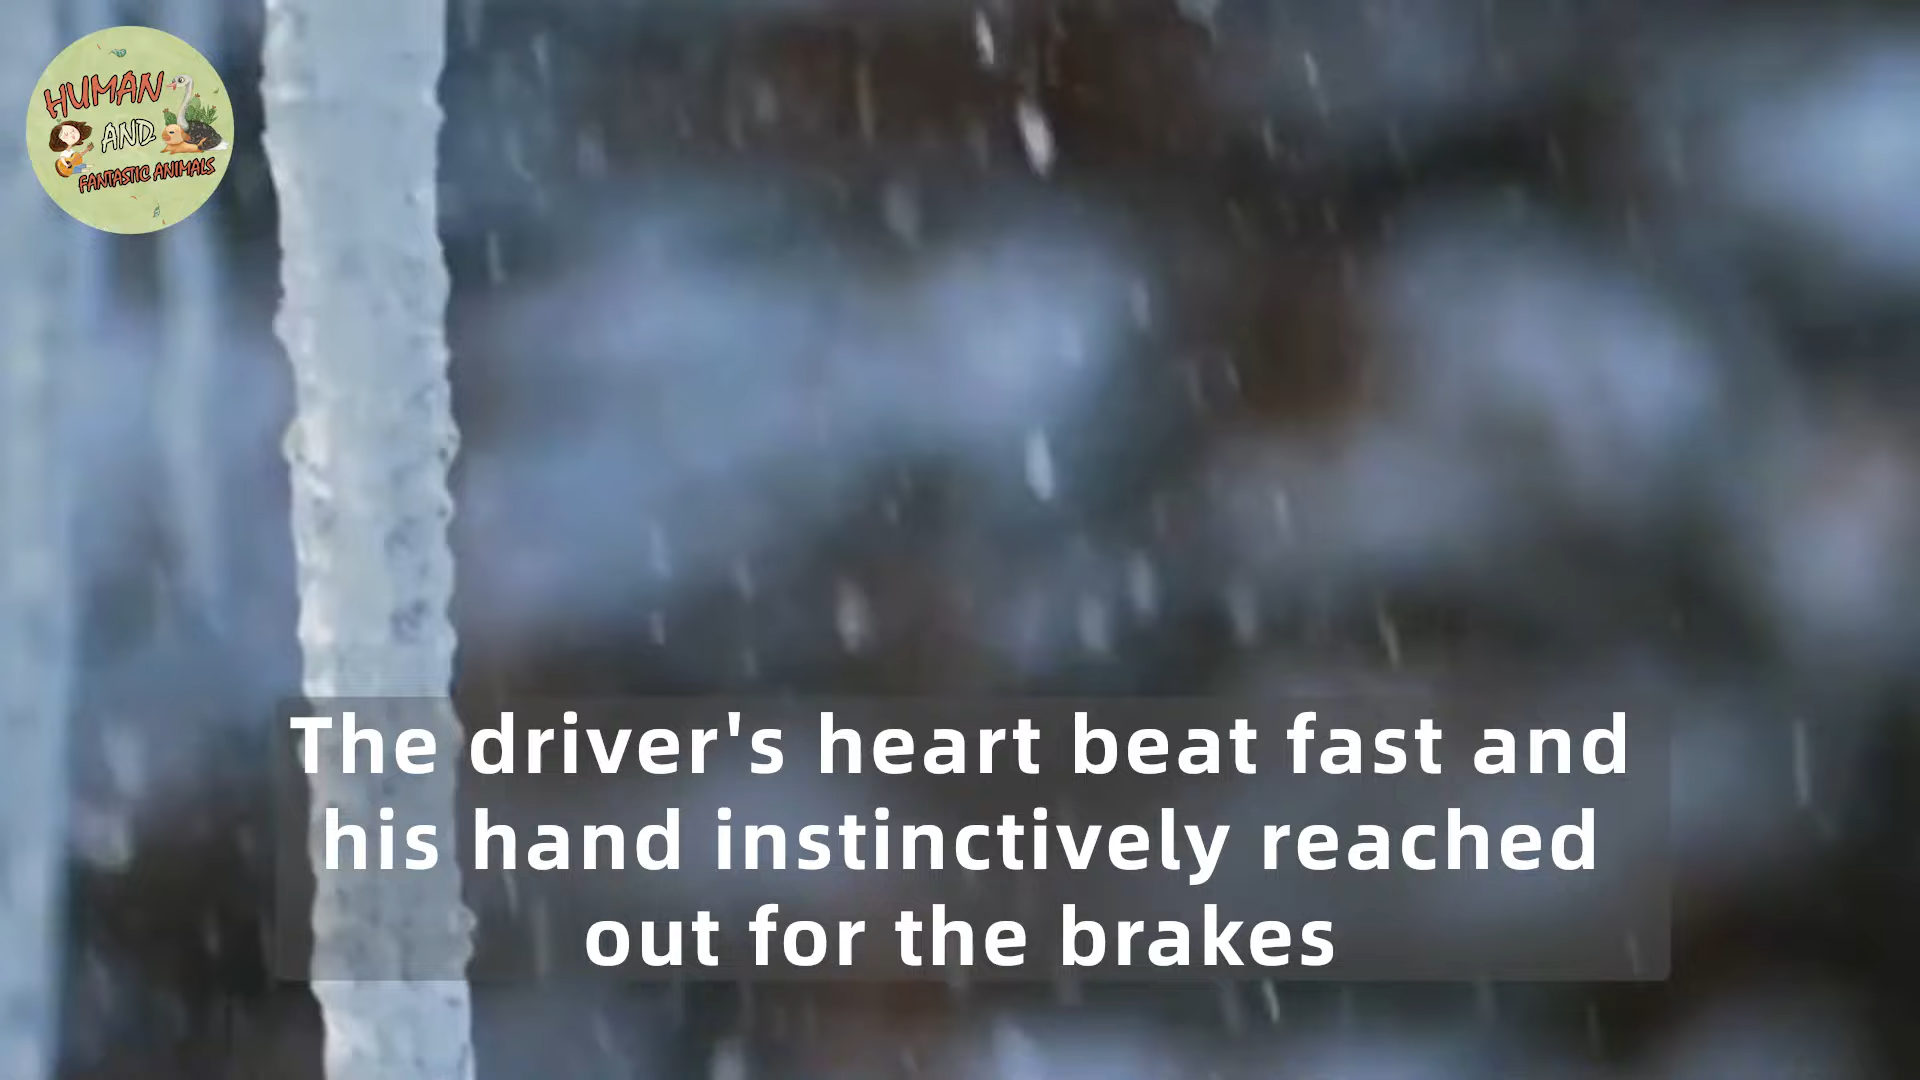 HUMAN
AND
FANTASTIC ANIMALS
The driver's heart beat fast and
his hand instinctively reached
out for the brakes